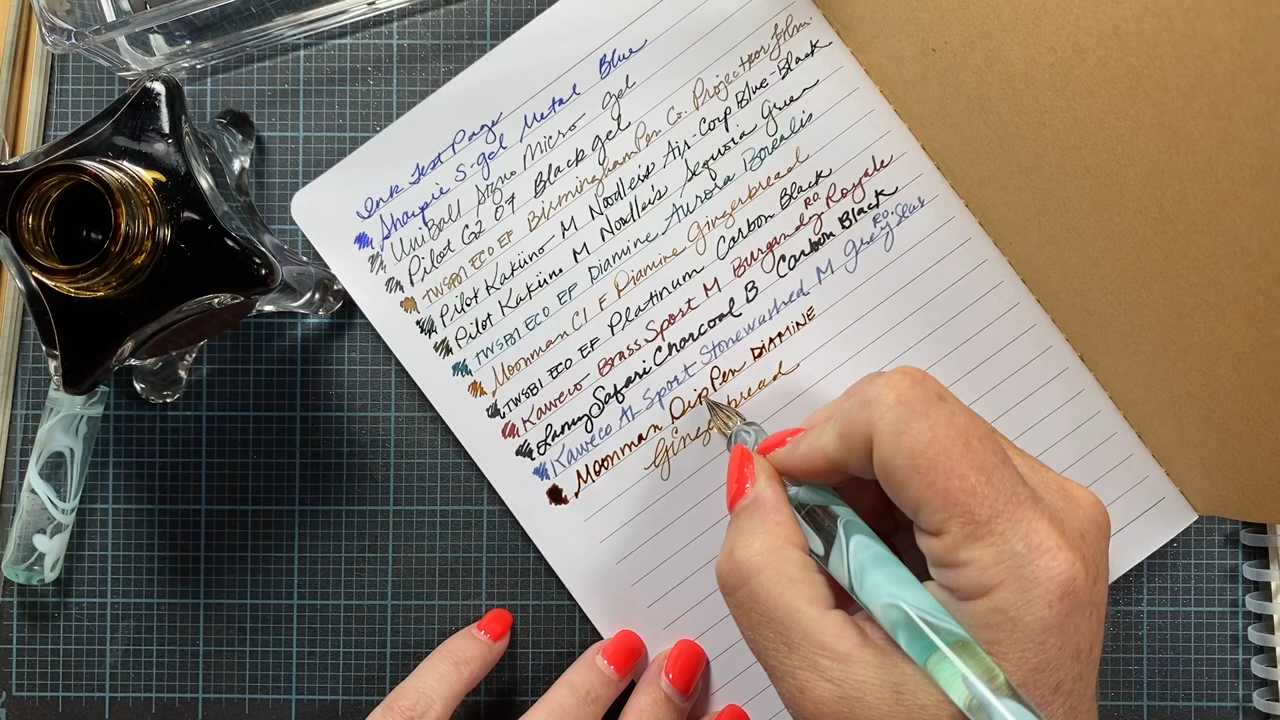 Ink Test Page
Sharpie S-gel Metal Blue
UniBall Signo Micro gel
Pilot G2 07 Black gel
TWSBI ECO EF Birmingham Pen Co. Projector film.
Pilot Kakuno M Noodler's Air-Corp Blue-Black
Pilot Kakuno M Noodler's Sequoia Green
TWSBI ECO EF Diamine Aurora Borealis
Moonman C1 F Diamine Gingerbread
TWSBI ECO EF Platinum Carbon Black
Kaweco Brass Sport M Burgundy RO Royale
Lamy Safari Charcoal B Carbon Black
Kaweco AL Sport Stonewashed M Grey RO. Seas
Moonman Dip Pen DIAMINE
Gingerbread